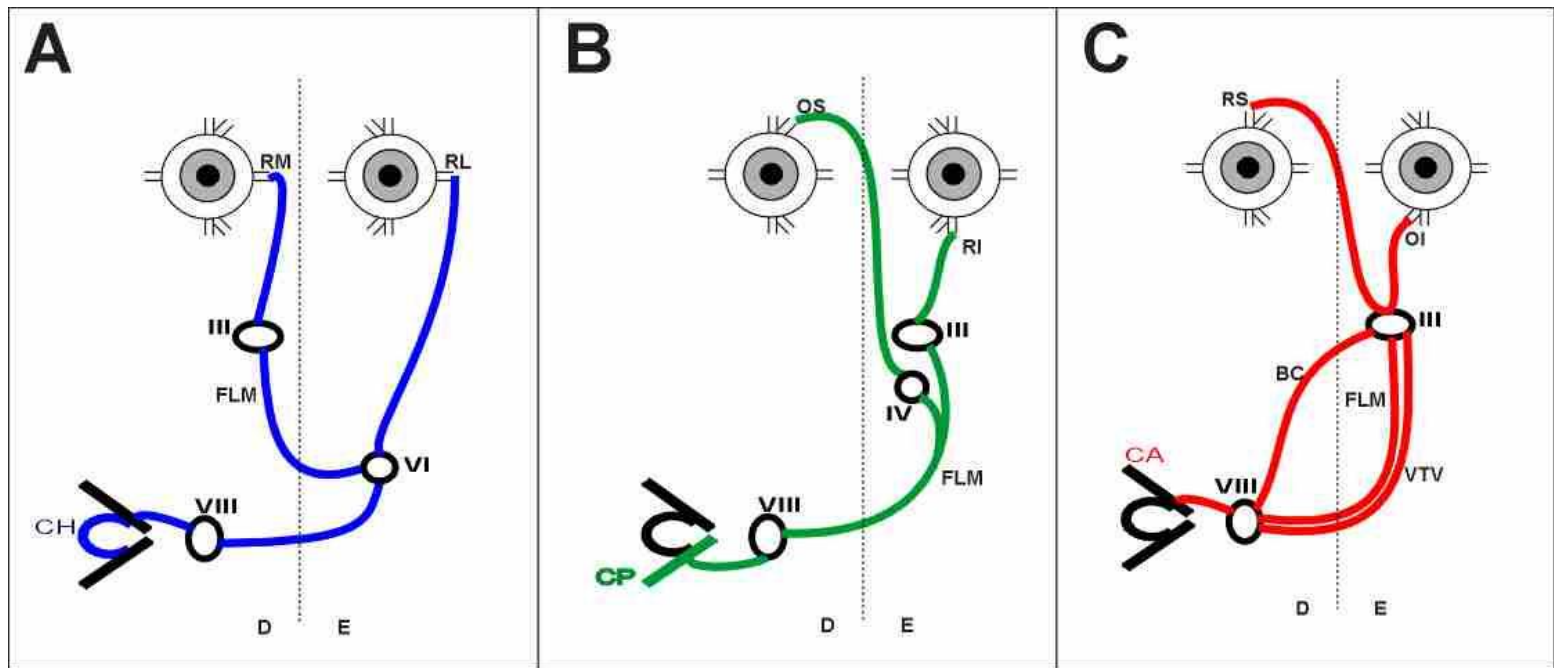 A
RM
RL
III
FLM
VI
VIII
CH
D
E
B
OS
RI
III
IV
FLM
VIII
CP
D
E
C
RS
OI
III
BC
FLM
CA
VTV
VIII
D
E